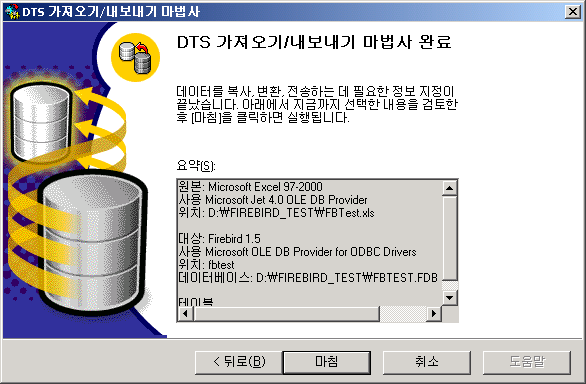 DTS 가져오기/내보내기 마법사
DTS 가져오기/내보내기 마법사 완료
데이터를 복사, 변환, 전송하는 데 필요한 정보 지정이
끝났습니다. 아래에서 지금까지 선택한 내용을 검토한
후 [마침]을 클릭하면 실행됩니다.
요약(S):
원본: Microsoft Excel 97-2000
사용 Microsoft Jet 4.0 OLE DB Provider
위치: D:₩FIREBIRD_TEST₩FBTest.xls
대상: Firebird 1.5
사용 Microsoft OLE DB Provider for ODBC Drivers
위치: fbtest
데이터베이스: D:₩FIREBIRD_TEST₩FBTEST.FDB
테이블
< 뒤로(B)
마침
취소
도움말